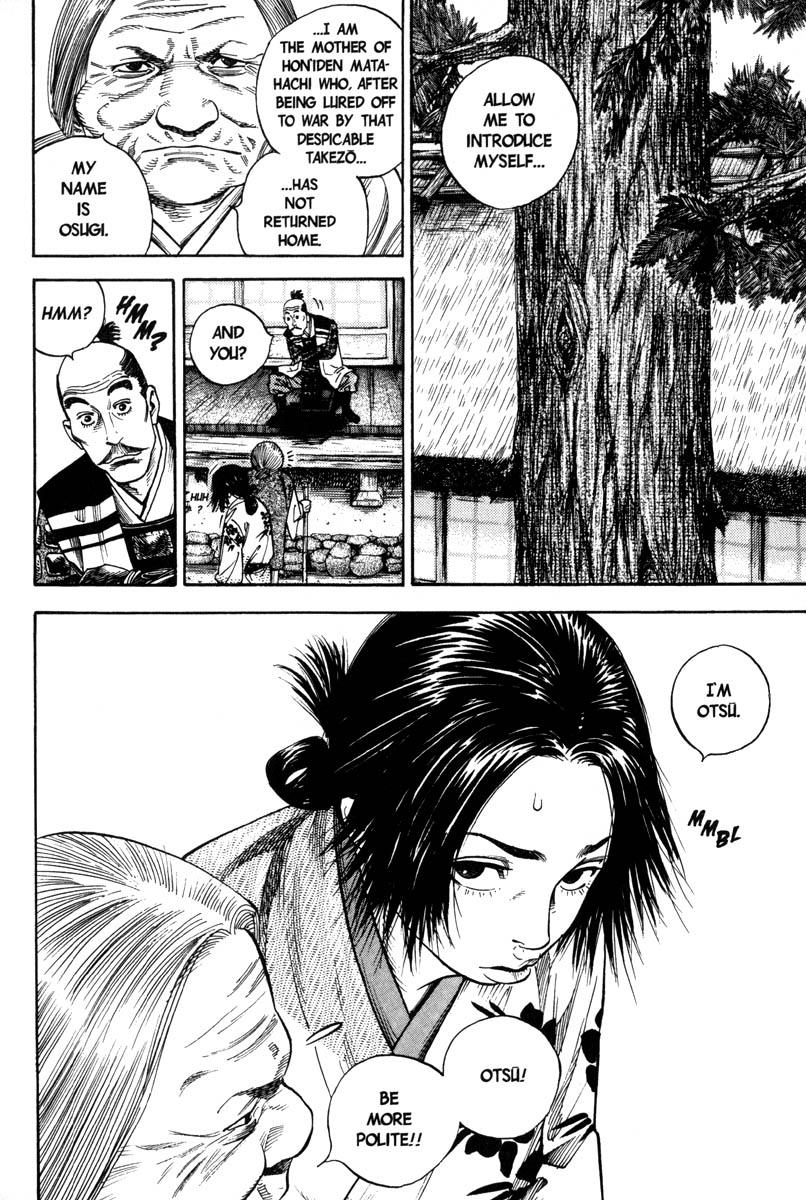 ALLOW
ME TO
INTRODUCE
MYSELF...
...I AM
THE MOTHER OF
HON'IDEN MATA-
HACHI WHO, AFTER
BEING LURED OFF
TO WAR BY THAT
DESPICABLE
TAKEZŌ...
...HAS
NOT
RETURNED
HOME.
MY
NAME
IS
OSUGI.
AND
YOU?
HUH
?
HMM?
HMM?
I'M
OTSŪ.
MMBL
OTSŪ!
BE
MORE
POLITE!!